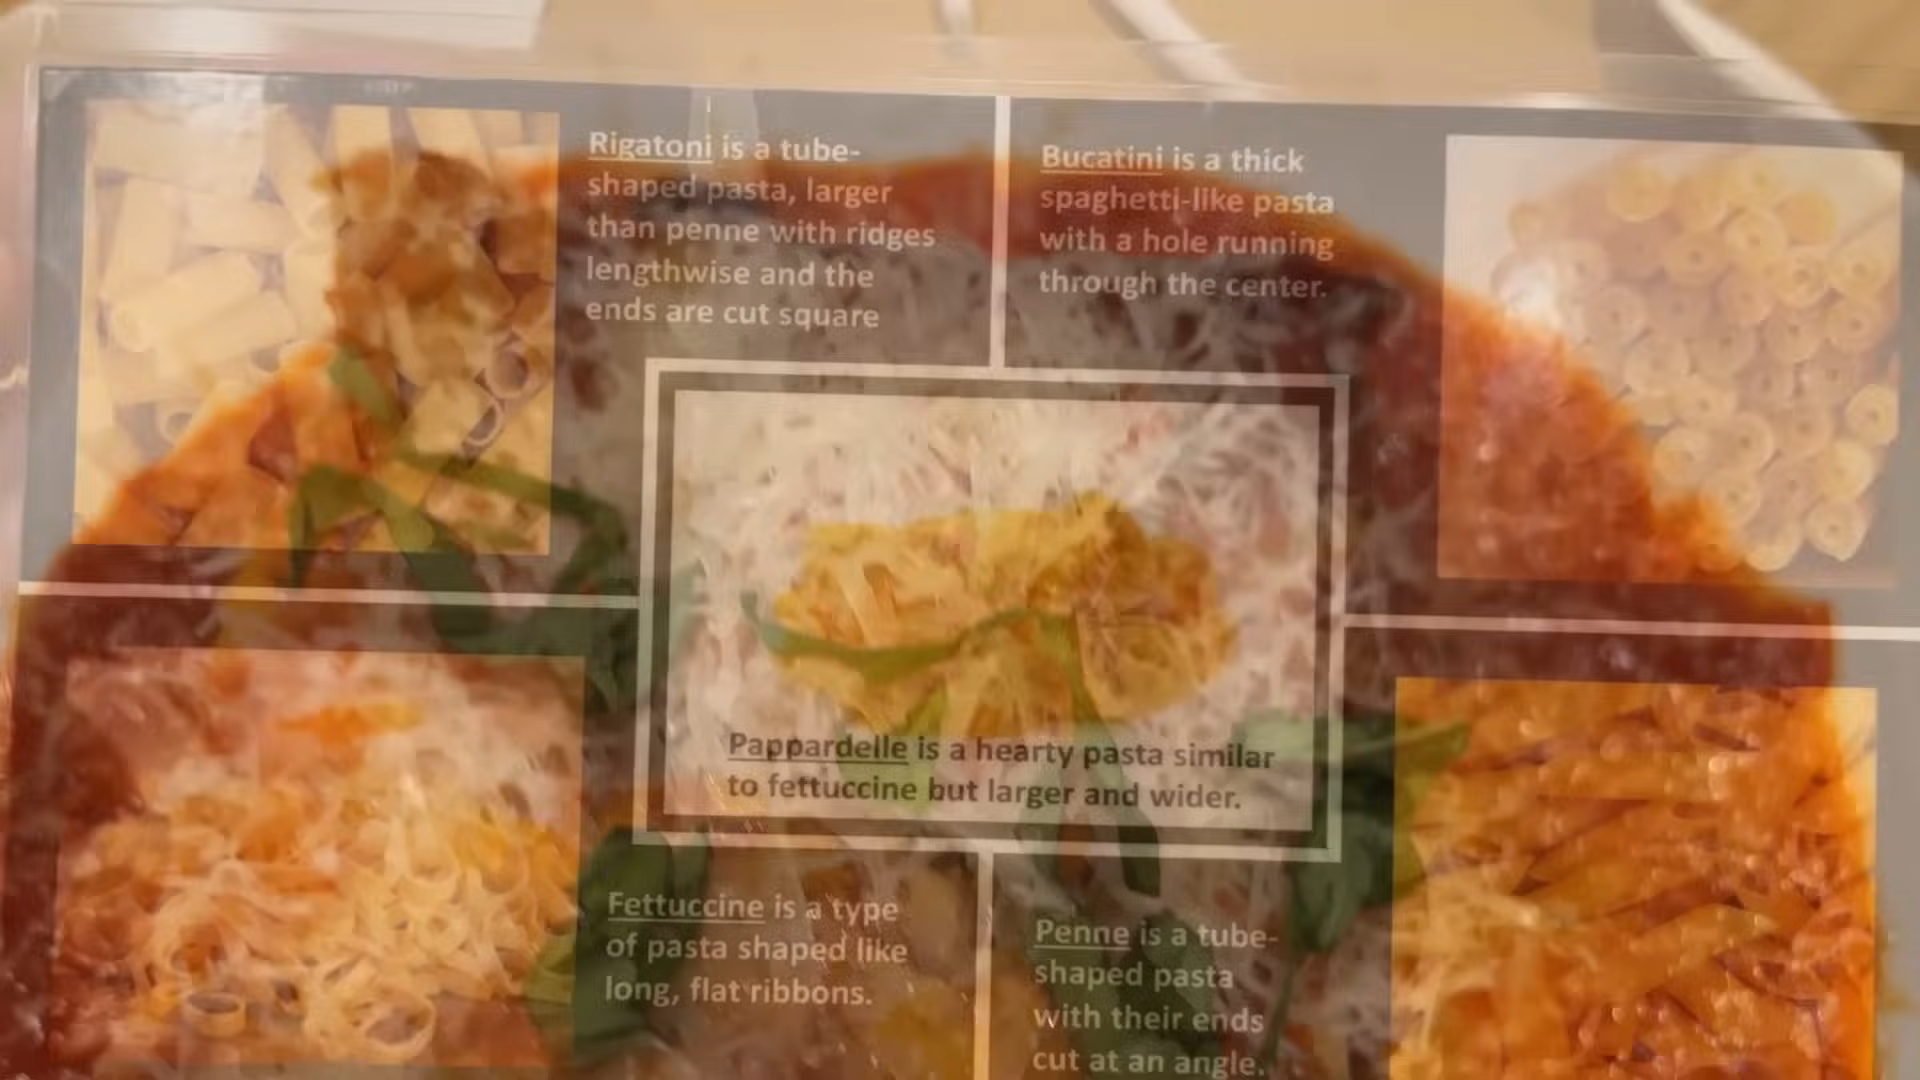 Rigatoni is a tube-
shaped pasta, larger
than penne with ridges
lengthwise and the
ends are cut square
Bucatini is a thick
spaghetti-like pasta
with a hole running
through the center.
Pappardelle is a hearty pasta similar
to fettuccine but larger and wider.
Fettuccine is a type
of pasta shaped like
long, flat ribbons.
Penne is a tube-
shaped pasta
with their ends
cut at an angle.